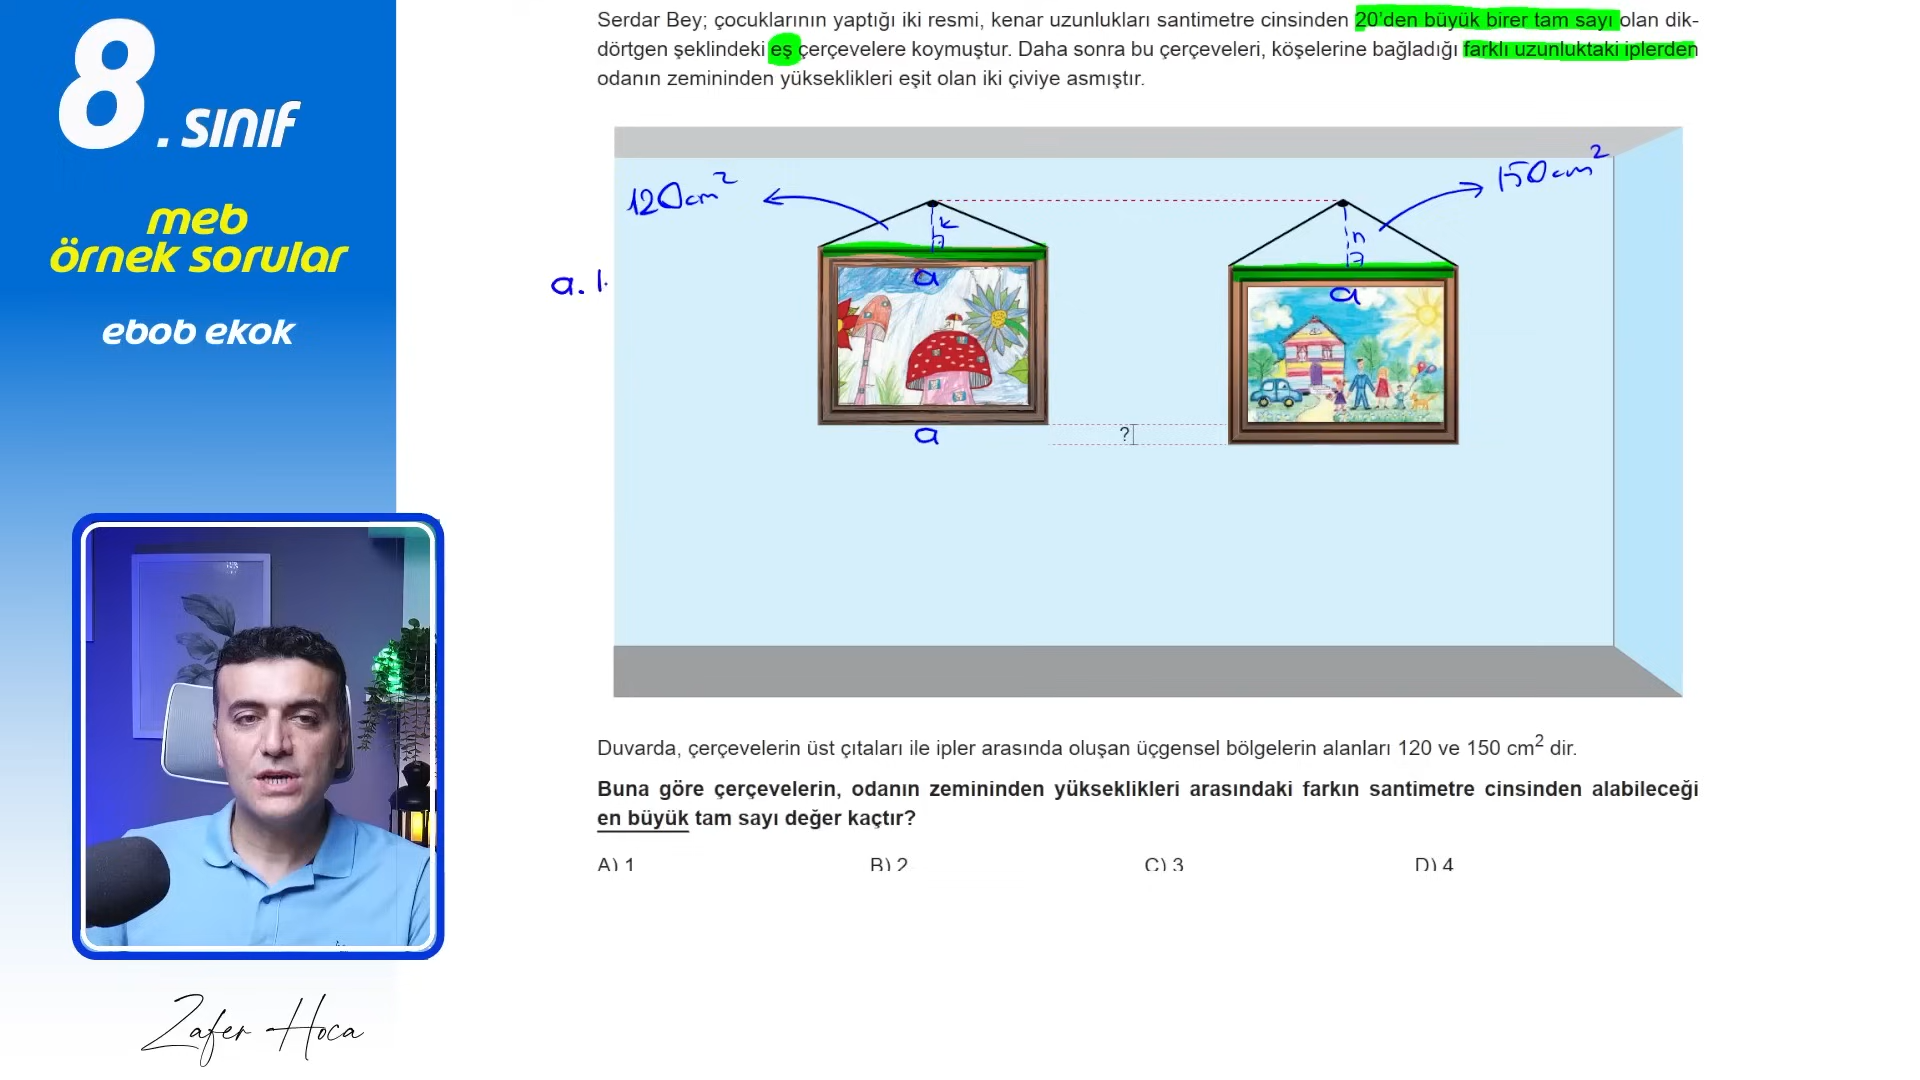 8. sınıf
meb
örnek sorular
ebob ekok
Zafer Hoca
Serdar Bey; çocuklarının yaptığı iki resmi, kenar uzunlukları santimetre cinsinden 20'den büyük birer tam sayı olan dik-
dörtgen şeklindeki eş çerçevelere koymuştur. Daha sonra bu çerçeveleri, köşelerine bağladığı farklı uzunluktaki iplerden
odanın zemininden yükseklikleri eşit olan iki çiviye asmıştır.
120cm²
150cm²
k
n
a.
a
a
a
?
Duvarda, çerçevelerin üst çıtaları ile ipler arasında oluşan üçgensel bölgelerin alanları 120 ve 150 cm² dir.
Buna göre çerçevelerin, odanın zemininden yükseklikleri arasındaki farkın santimetre cinsinden alabileceği
en büyük tam sayı değer kaçtır?
A) 1 B) 2 C) 3 D) 4